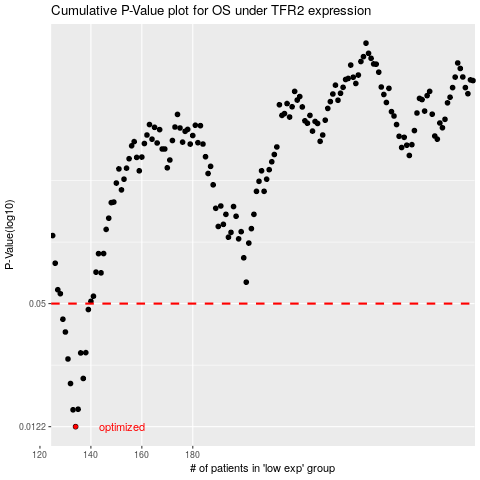 Cumulative P-Value plot for OS under TFR2 expression
P-Value(log10)
0.05
0.0122
optimized
120 140 160 180
# of patients in 'low exp' group